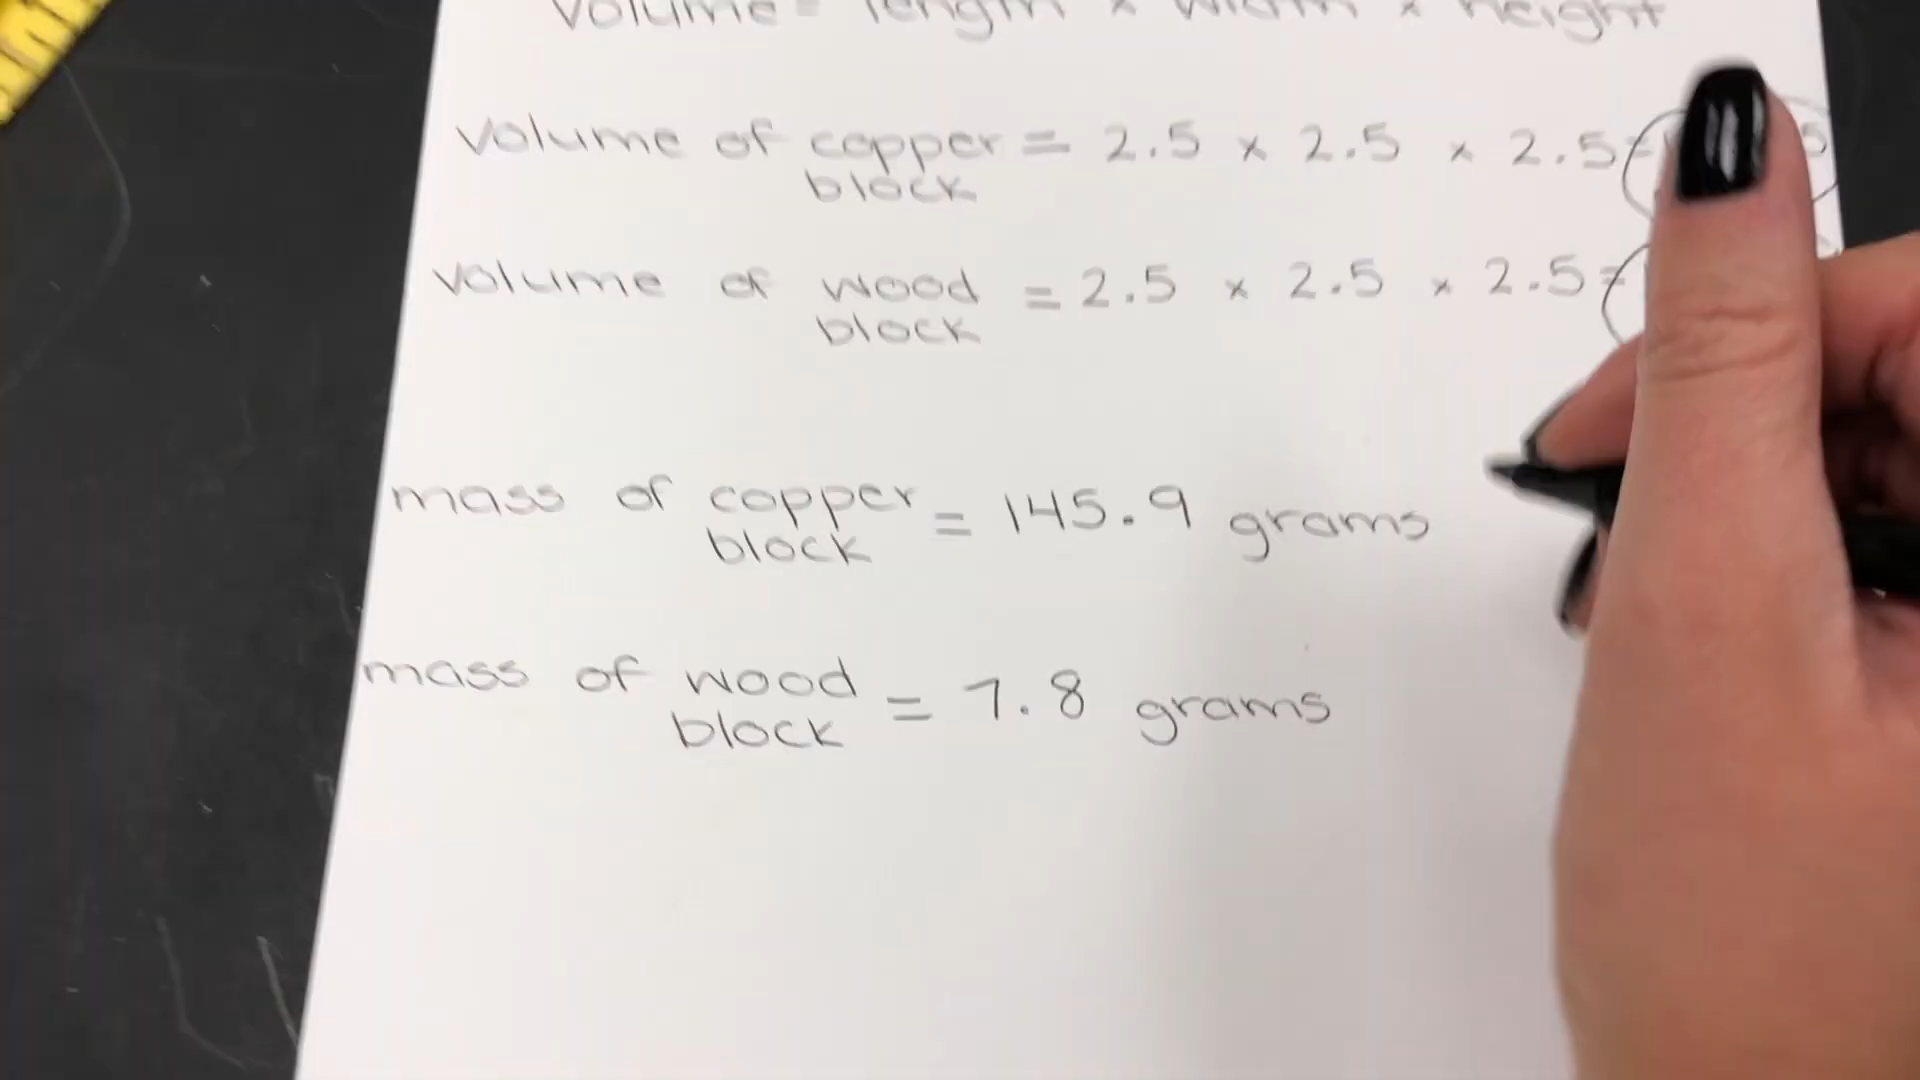 volume = length × width × height
volume of copper = 2.5 × 2.5 × 2.5 =
block
volume of wood = 2.5 × 2.5 × 2.5 =
block
mass of copper = 145.9 grams
block
mass of wood = 7.8 grams
block